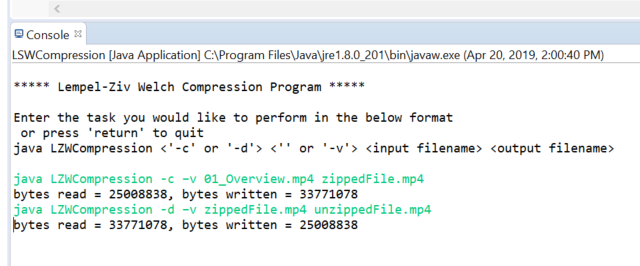 Console
LSWCompression [Java Application] C:\Program Files\Java\jre1.8.0_201\bin\javaw.exe (Apr 20, 2019, 2:00:40 PM)
***** Lempel-Ziv Welch Compression Program *****
Enter the task you would like to perform in the below format
or press 'return' to quit
java LZWCompression <'-c' or '-d'> <'' or '-v'> <input filename> <output filename>
java LZWCompression -c -v 01_Overview.mp4 zippedFile.mp4
bytes read = 25008838, bytes written = 33771078
java LZWCompression -d -v zippedFile.mp4 unzippedFile.mp4
bytes read = 33771078, bytes written = 25008838